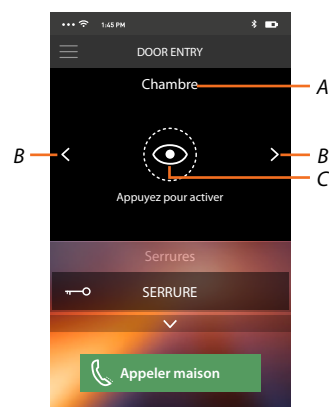 1:45 PM
DOOR ENTRY
Chambre
A
B
B
C
Appuyez pour activer
Serrures
SERRURE
Appeler maison